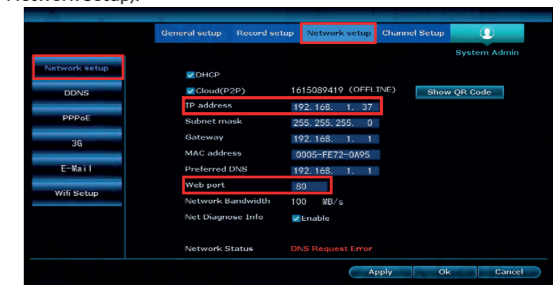 Network Setup).
General setup Record setup Network setup Channel Setup
System Admin
Network setup
DDNS
PPPoE
3G
E-Mail
Wifi Setup
DHCP
Cloud(P2P) 1615089419 (OFFLINE) Show QR Code
IP address 192.168. 1. 37
Subnet mask 255.255.255. 0
Gateway 192.168. 1. 1
MAC address 0005-FE72-0A95
Preferred DNS 192.168. 1. 1
Web port 80
Network Bandwidth 100 MB/s
Net Diagnose Info Enable
Network Status DNS Request Error
Apply Ok Cancel